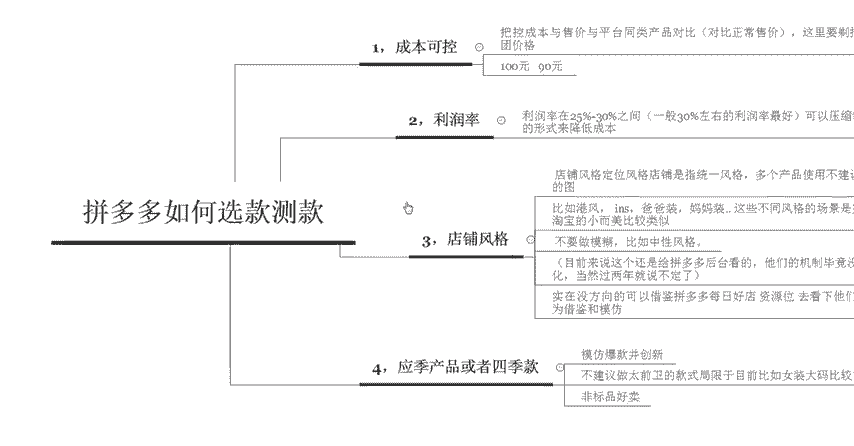 拼多多如何选款测款
1，成本可控
把控成本与售价与平台同类产品对比（对比正常售价），这里要剃
团价格
100元 90元
2，利润率
利润率在25%-30%之间（一般30%左右的利润率最好）可以压缩
的形式来降低成本
3，店铺风格
店铺风格定位风格店铺是指统一风格，多个产品使用不建
的图
比如港风， ins，爸爸装，妈妈装..这些不同风格的场景是
淘宝的小而美比较类似
不要做模糊，比如中性风格。
（目前来说这个还是给拼多多后台看的，他们的机制毕竟没
化，当然过两年就说不定了）
实在没方向的可以借鉴拼多多每日好店 资源位 去看下他们
为借鉴和模仿
4，应季产品或者四季款
模仿爆款并创新
不建议做太前卫的款式局限于目前比如女装大码比较
非标品好卖